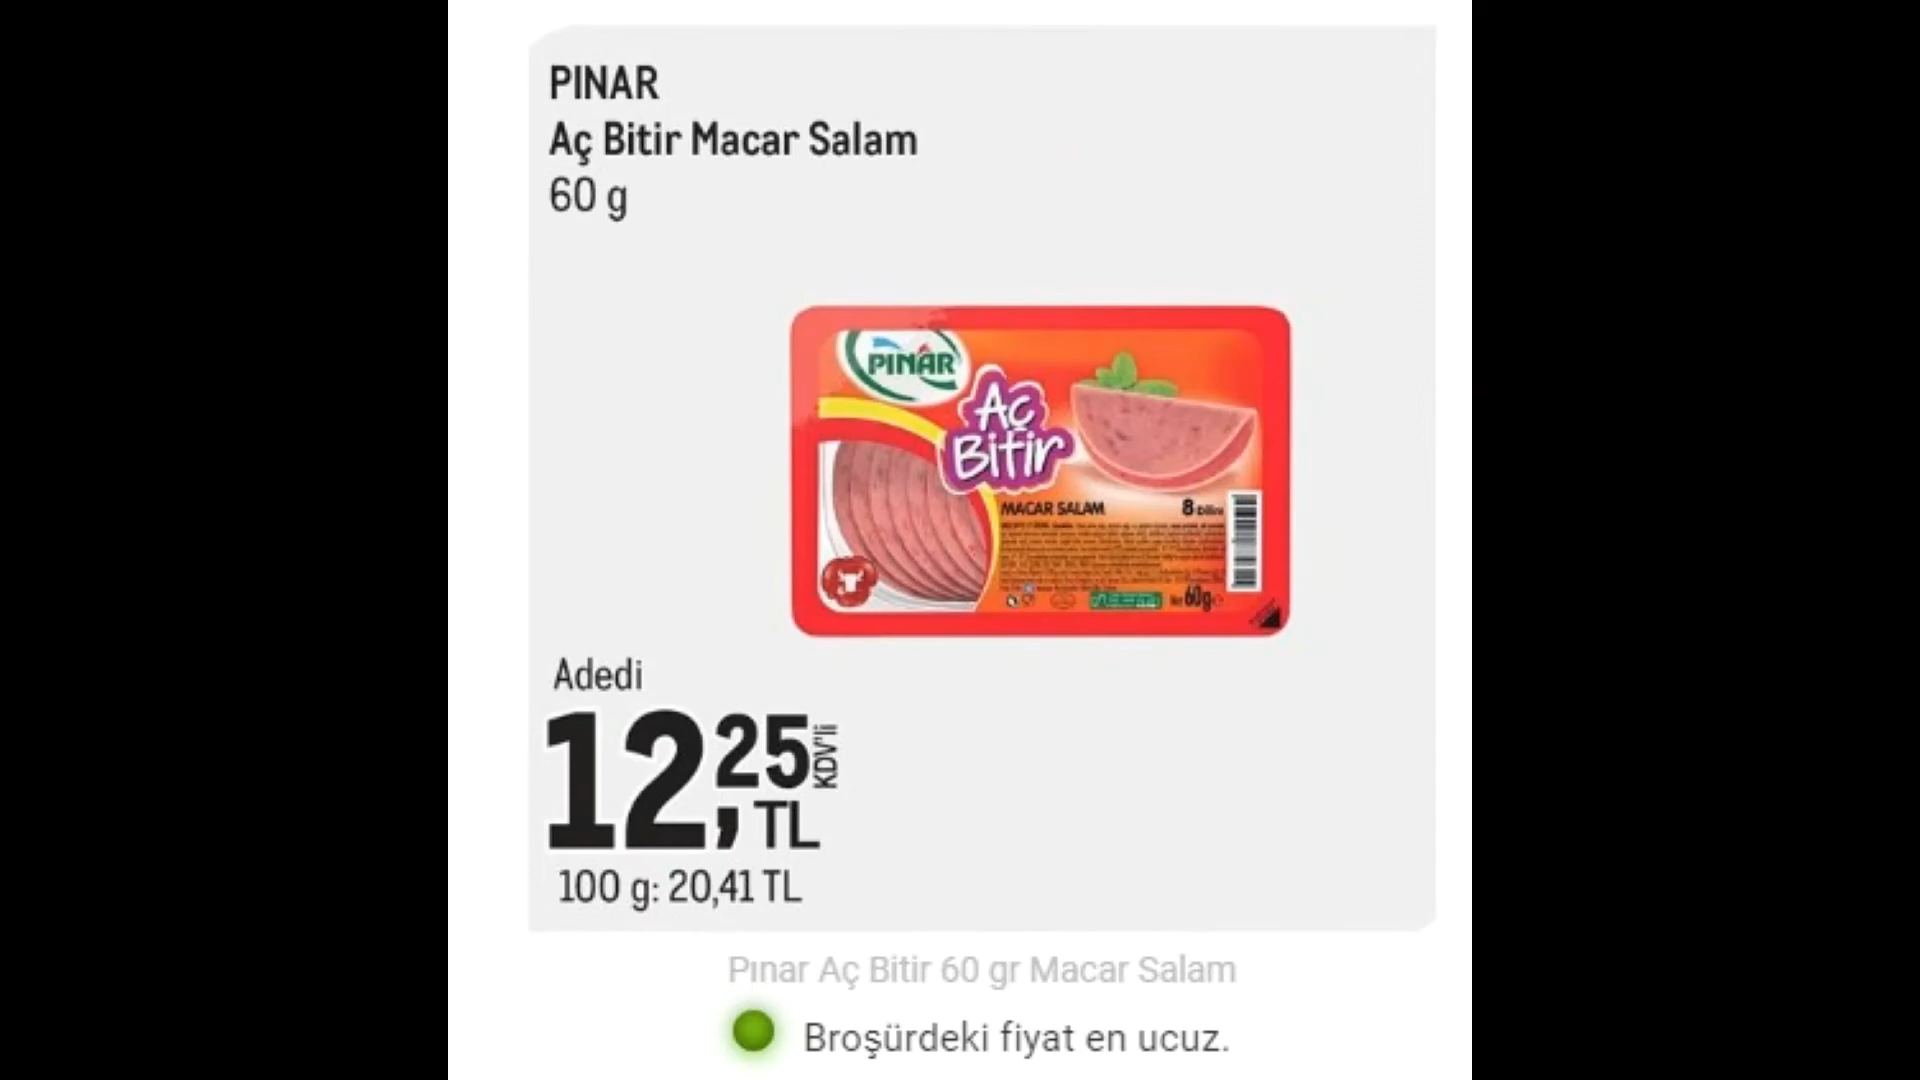 PINAR
Aç Bitir Macar Salam
60 g
PINAR
Aç
Bitir
MACAR SALAM
8 dilim
60g
Adedi
12,25 TL
KDV'li
100 g: 20,41 TL
Pınar Aç Bitir 60 gr Macar Salam
Broşürdeki fiyat en ucuz.